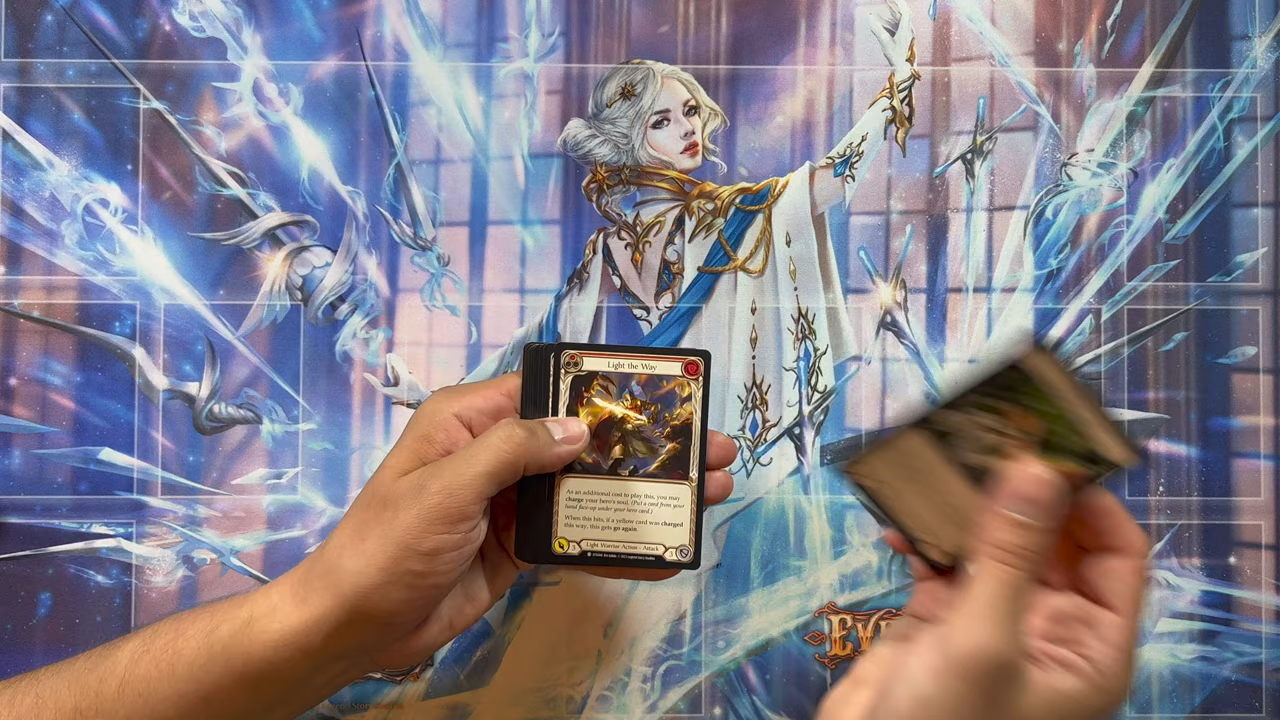 Light the Way
As an additional cost to play this, you may
charge your hero's soul. (Put a card from your
hand face-up under your hero card.)
When this hits, if a yellow card was charged
this way, this gets go again.
Light Warrior Action - Attack